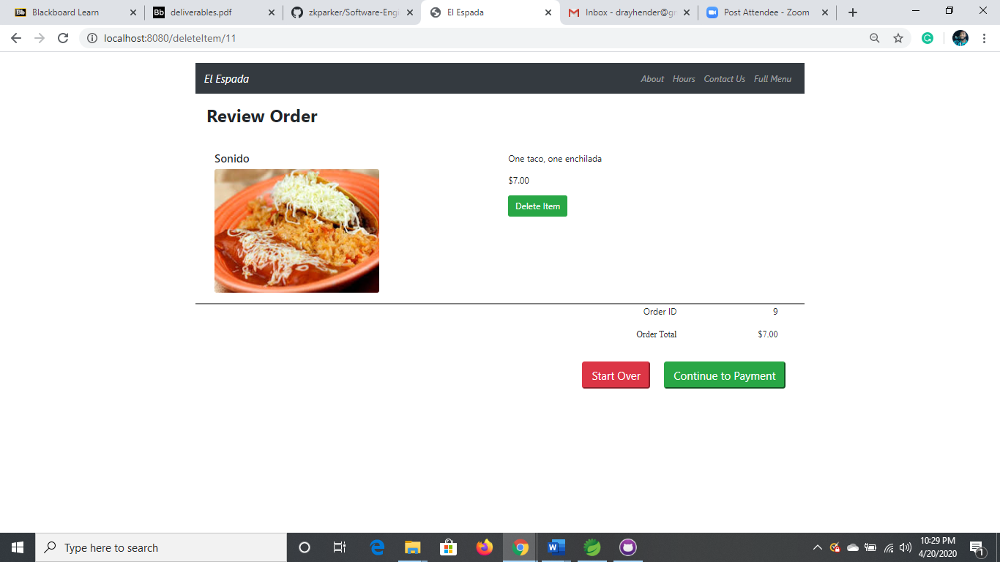 Blackboard Learn
deliverables.pdf
zkparker/Software-Engi
El Espada
Inbox - drayhender@gm
Post Attendee - Zoom
localhost:8080/deleteItem/11
El Espada
About Hours Contact Us Full Menu
Review Order
Sonido
One taco, one enchilada
$7.00
Delete Item
Order ID 9
Order Total $7.00
Start Over Continue to Payment
Type here to search
10:29 PM
4/20/2020
1